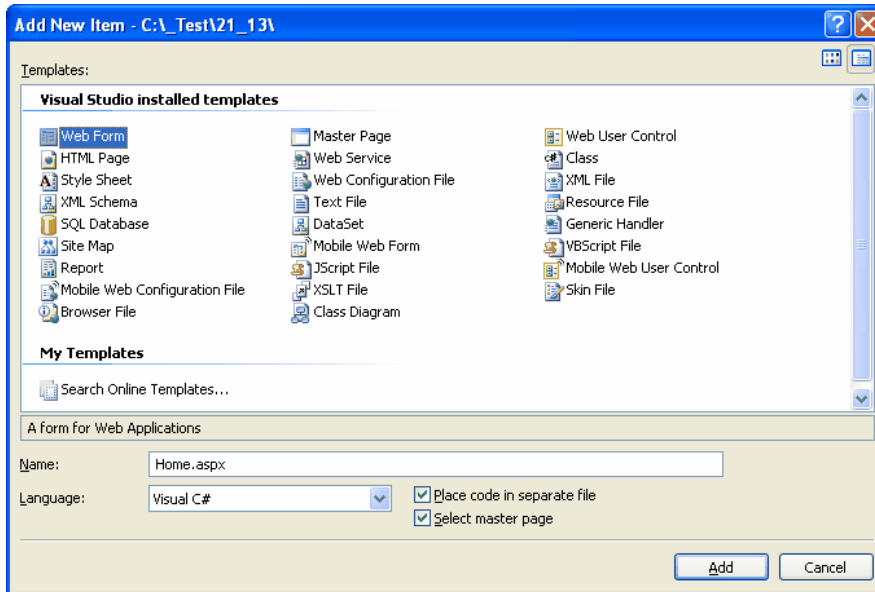 Add New Item - C:\_Test\21_13\
Templates:
Visual Studio installed templates
Web Form Master Page Web User Control
HTML Page Web Service Class
Style Sheet Web Configuration File XML File
XML Schema Text File Resource File
SQL Database DataSet Generic Handler
Site Map Mobile Web Form VBScript File
Report JScript File Mobile Web User Control
Mobile Web Configuration File XSLT File Skin File
Browser File Class Diagram
My Templates
Search Online Templates...
A form for Web Applications
Name: Home.aspx
Language: Visual C# Place code in separate file
Select master page
Add Cancel